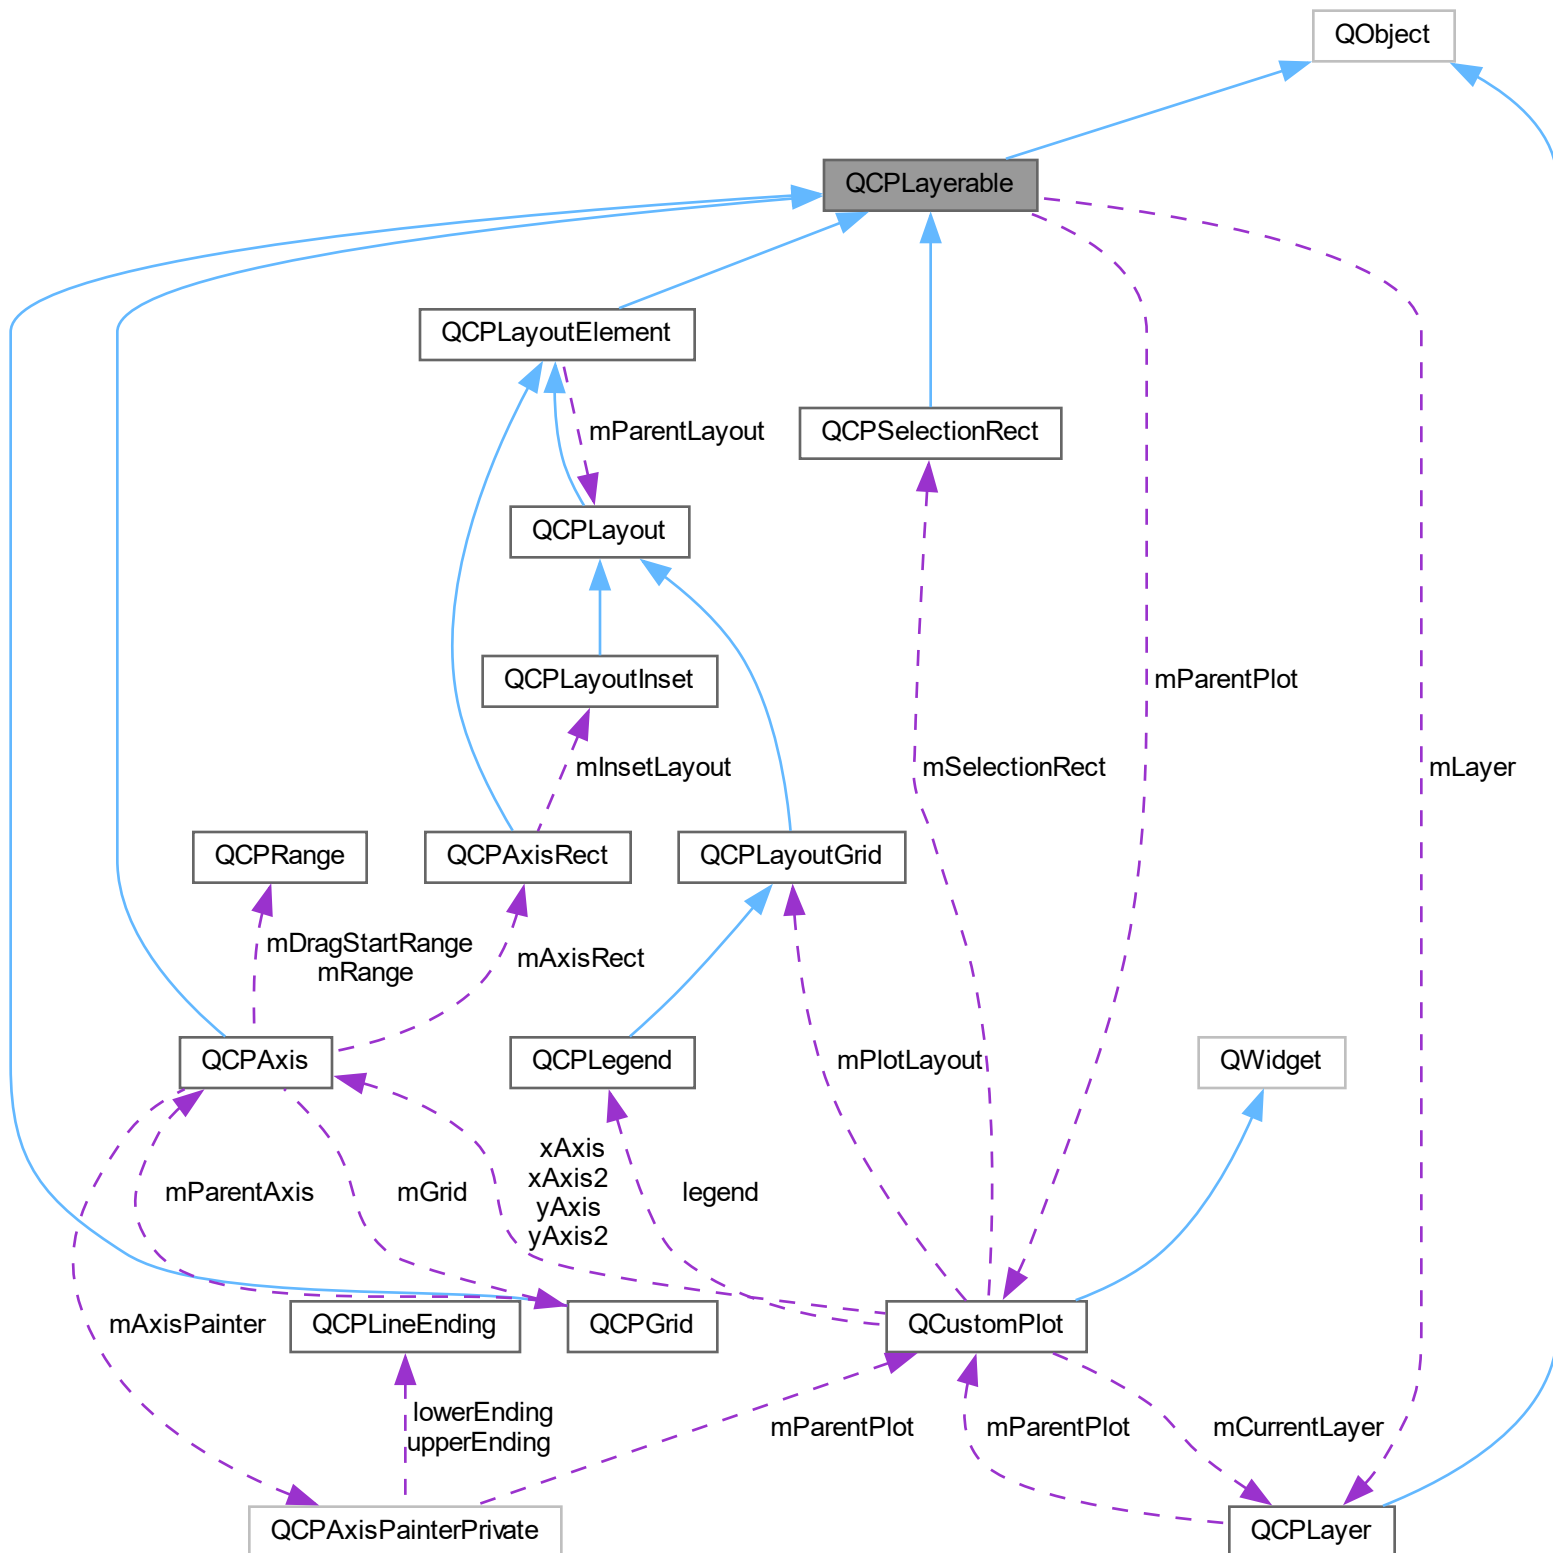 QObject
QCPLayerable
QCPLayoutElement
mParentLayout
QCPSelectionRect
QCPLayout
QCPLayoutInset
mParentPlot
mInsetLayout
mSelectionRect
mLayer
QCPRange
QCPAxisRect
QCPLayoutGrid
mDragStartRange
mRange
mAxisRect
QCPAxis
QCPLegend
mPlotLayout
QWidget
xAxis
xAxis2
yAxis
yAxis2
mParentAxis
mGrid
legend
mAxisPainter
QCPLineEnding
QCPGrid
QCustomPlot
lowerEnding
upperEnding
mParentPlot
mParentPlot
mCurrentLayer
QCPAxisPainterPrivate
QCPLayer